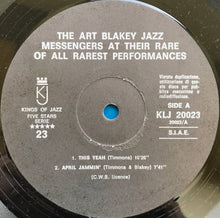 THE ART BLAKEY JAZZ
MESSENGERS AT THEIR RARE
OF ALL RAREST PERFORMANCES
KJ
KINGS OF JAZZ
FIVE STARS
SERIE
★★★★★
23
Vietata duplicazione,
utilizzazione di
questo disco per
pubblica esecuzione
e radiodiffusione.
SIDE A
KLJ 20023
20023/A
S.I.A.E.
1. THIS YEAH (Timmons) 10'26"
2. APRIL JAMMIN' (Timmons & Blakey) 7'41"
(C.W.S. licence)